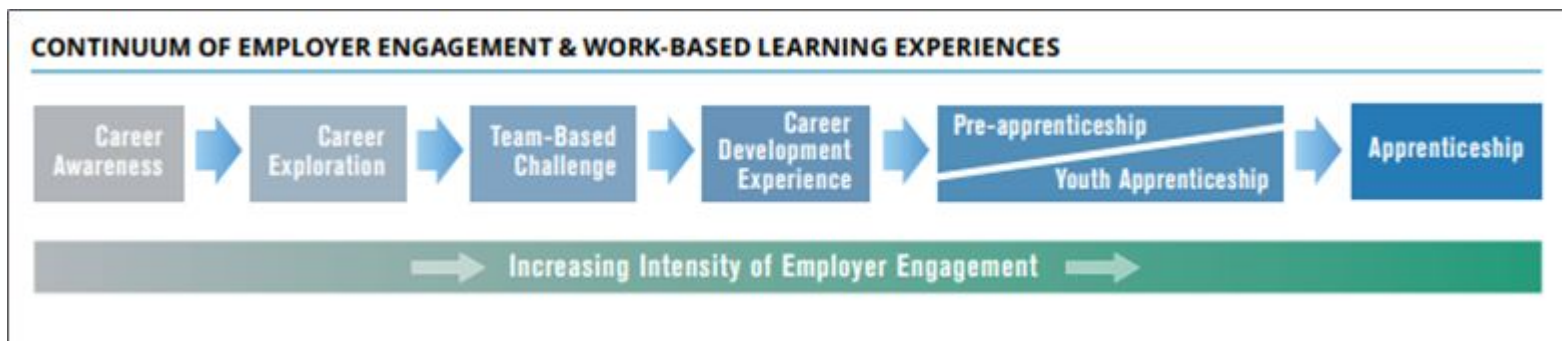 CONTINUUM OF EMPLOYER ENGAGEMENT & WORK-BASED LEARNING EXPERIENCES
Career
Awareness
Career
Exploration
Team-Based
Challenge
Career
Development
Experience
Pre-apprenticeship
Youth Apprenticeship
Apprenticeship
Increasing Intensity of Employer Engagement